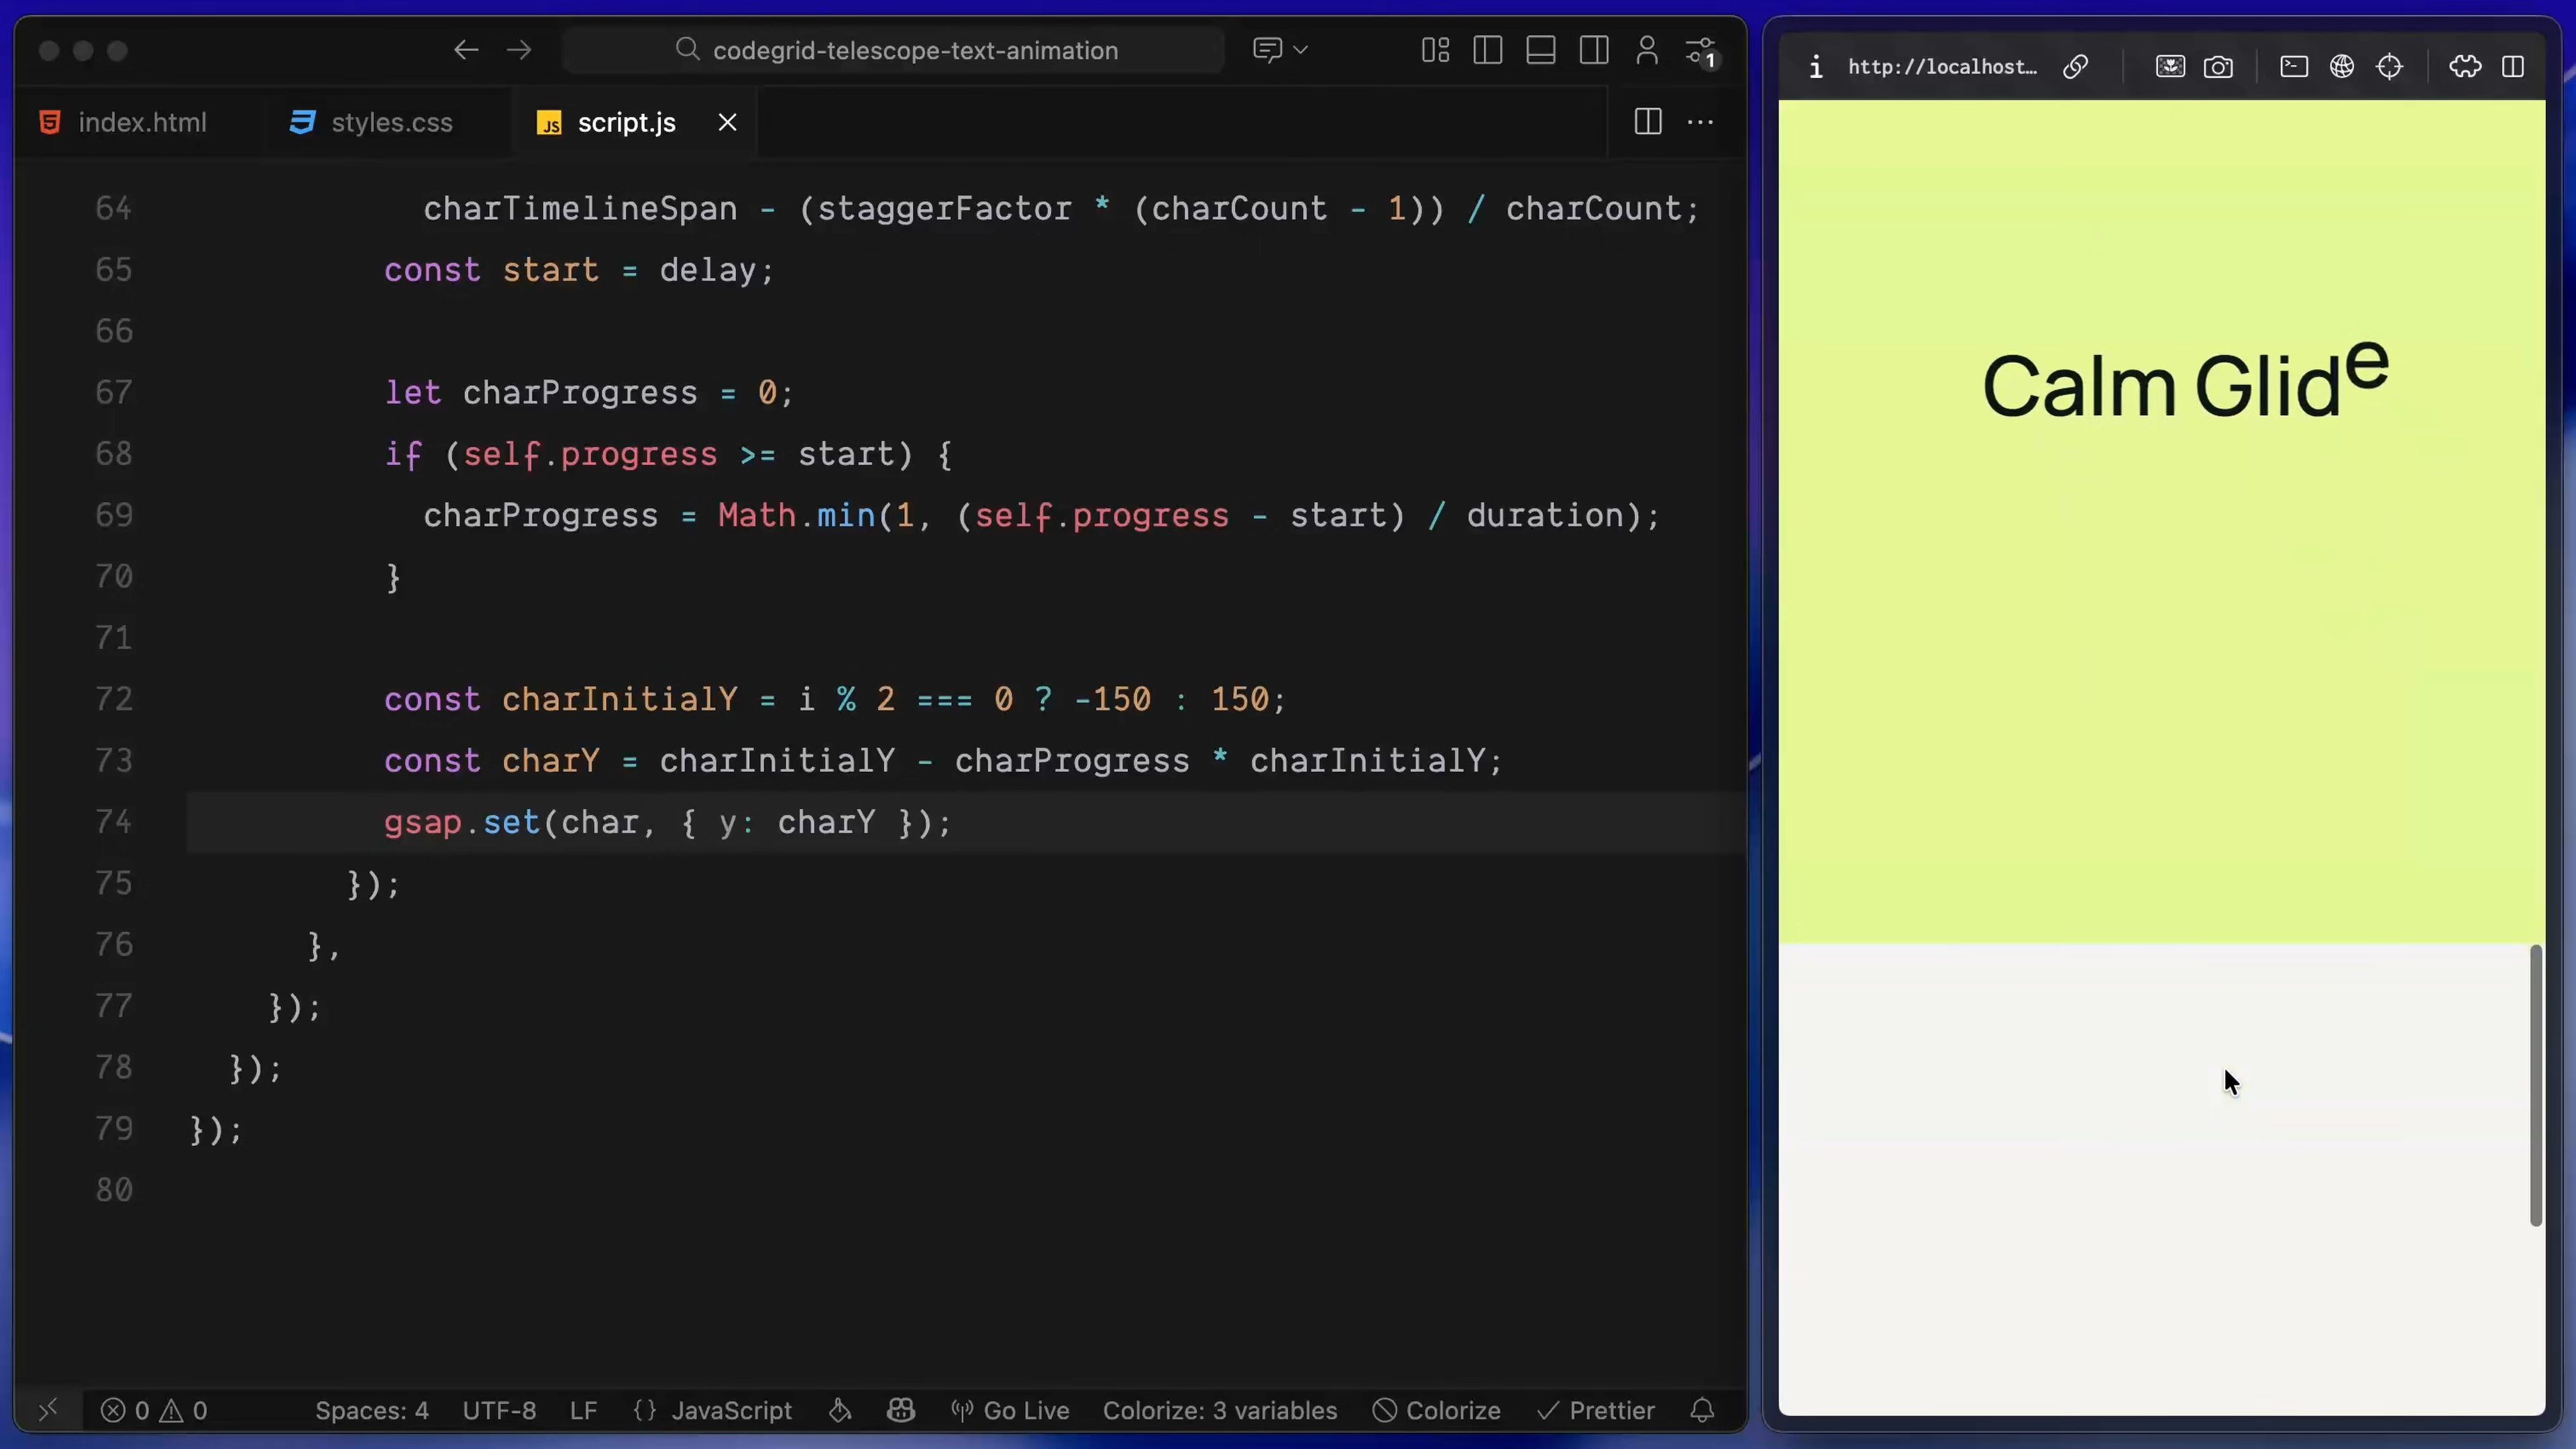 codegrid-telescope-text-animation
1
index.html
styles.css
script.js
64 charTimelineSpan - (staggerFactor * (charCount - 1)) / charCount;
65 const start = delay;
66
67 let charProgress = 0;
68 if (self.progress >= start) {
69 charProgress = Math.min(1, (self.progress - start) / duration);
70 }
71
72 const charInitialY = i % 2 === 0 ? -150 : 150;
73 const charY = charInitialY - charProgress * charInitialY;
74 gsap.set(char, { y: charY });
75 });
76 },
77 });
78 });
79 });
80
0 0 Spaces: 4 UTF-8 LF {} JavaScript Go Live Colorize: 3 variables Colorize Prettier
http://localhost…
Calm Glide